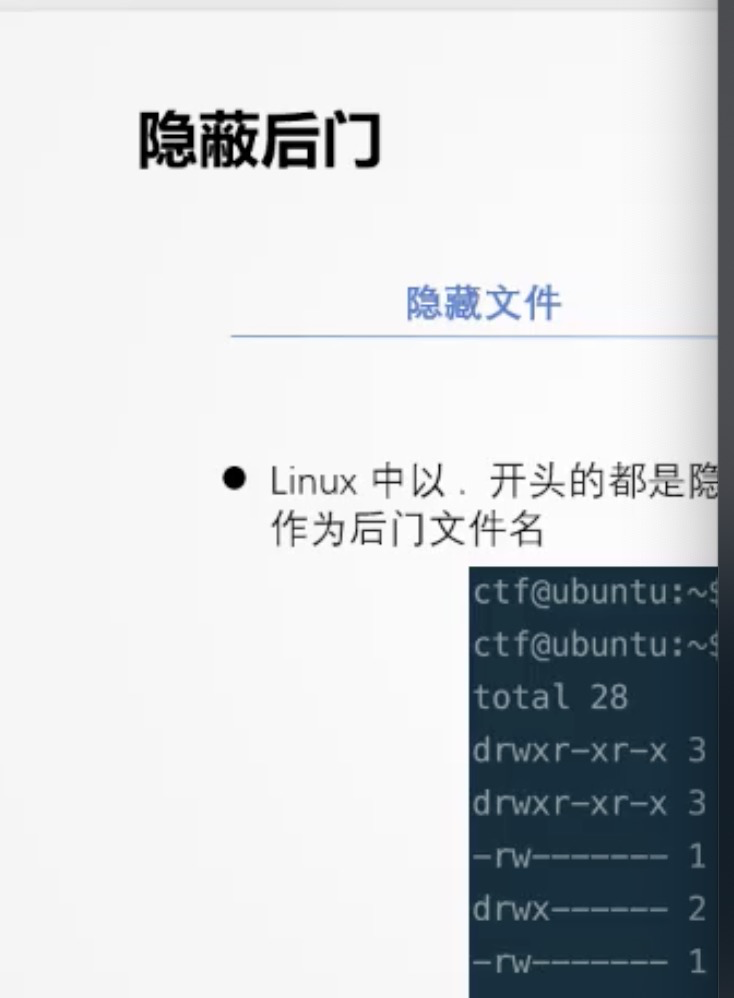 隐蔽后门
隐藏文件
● Linux 中以 . 开头的都是隐
作为后门文件名
ctf@ubuntu:~$
ctf@ubuntu:~$
total 28
drwxr-xr-x 3
drwxr-xr-x 3
-rw------- 1
drwx------ 2
-rw------- 1